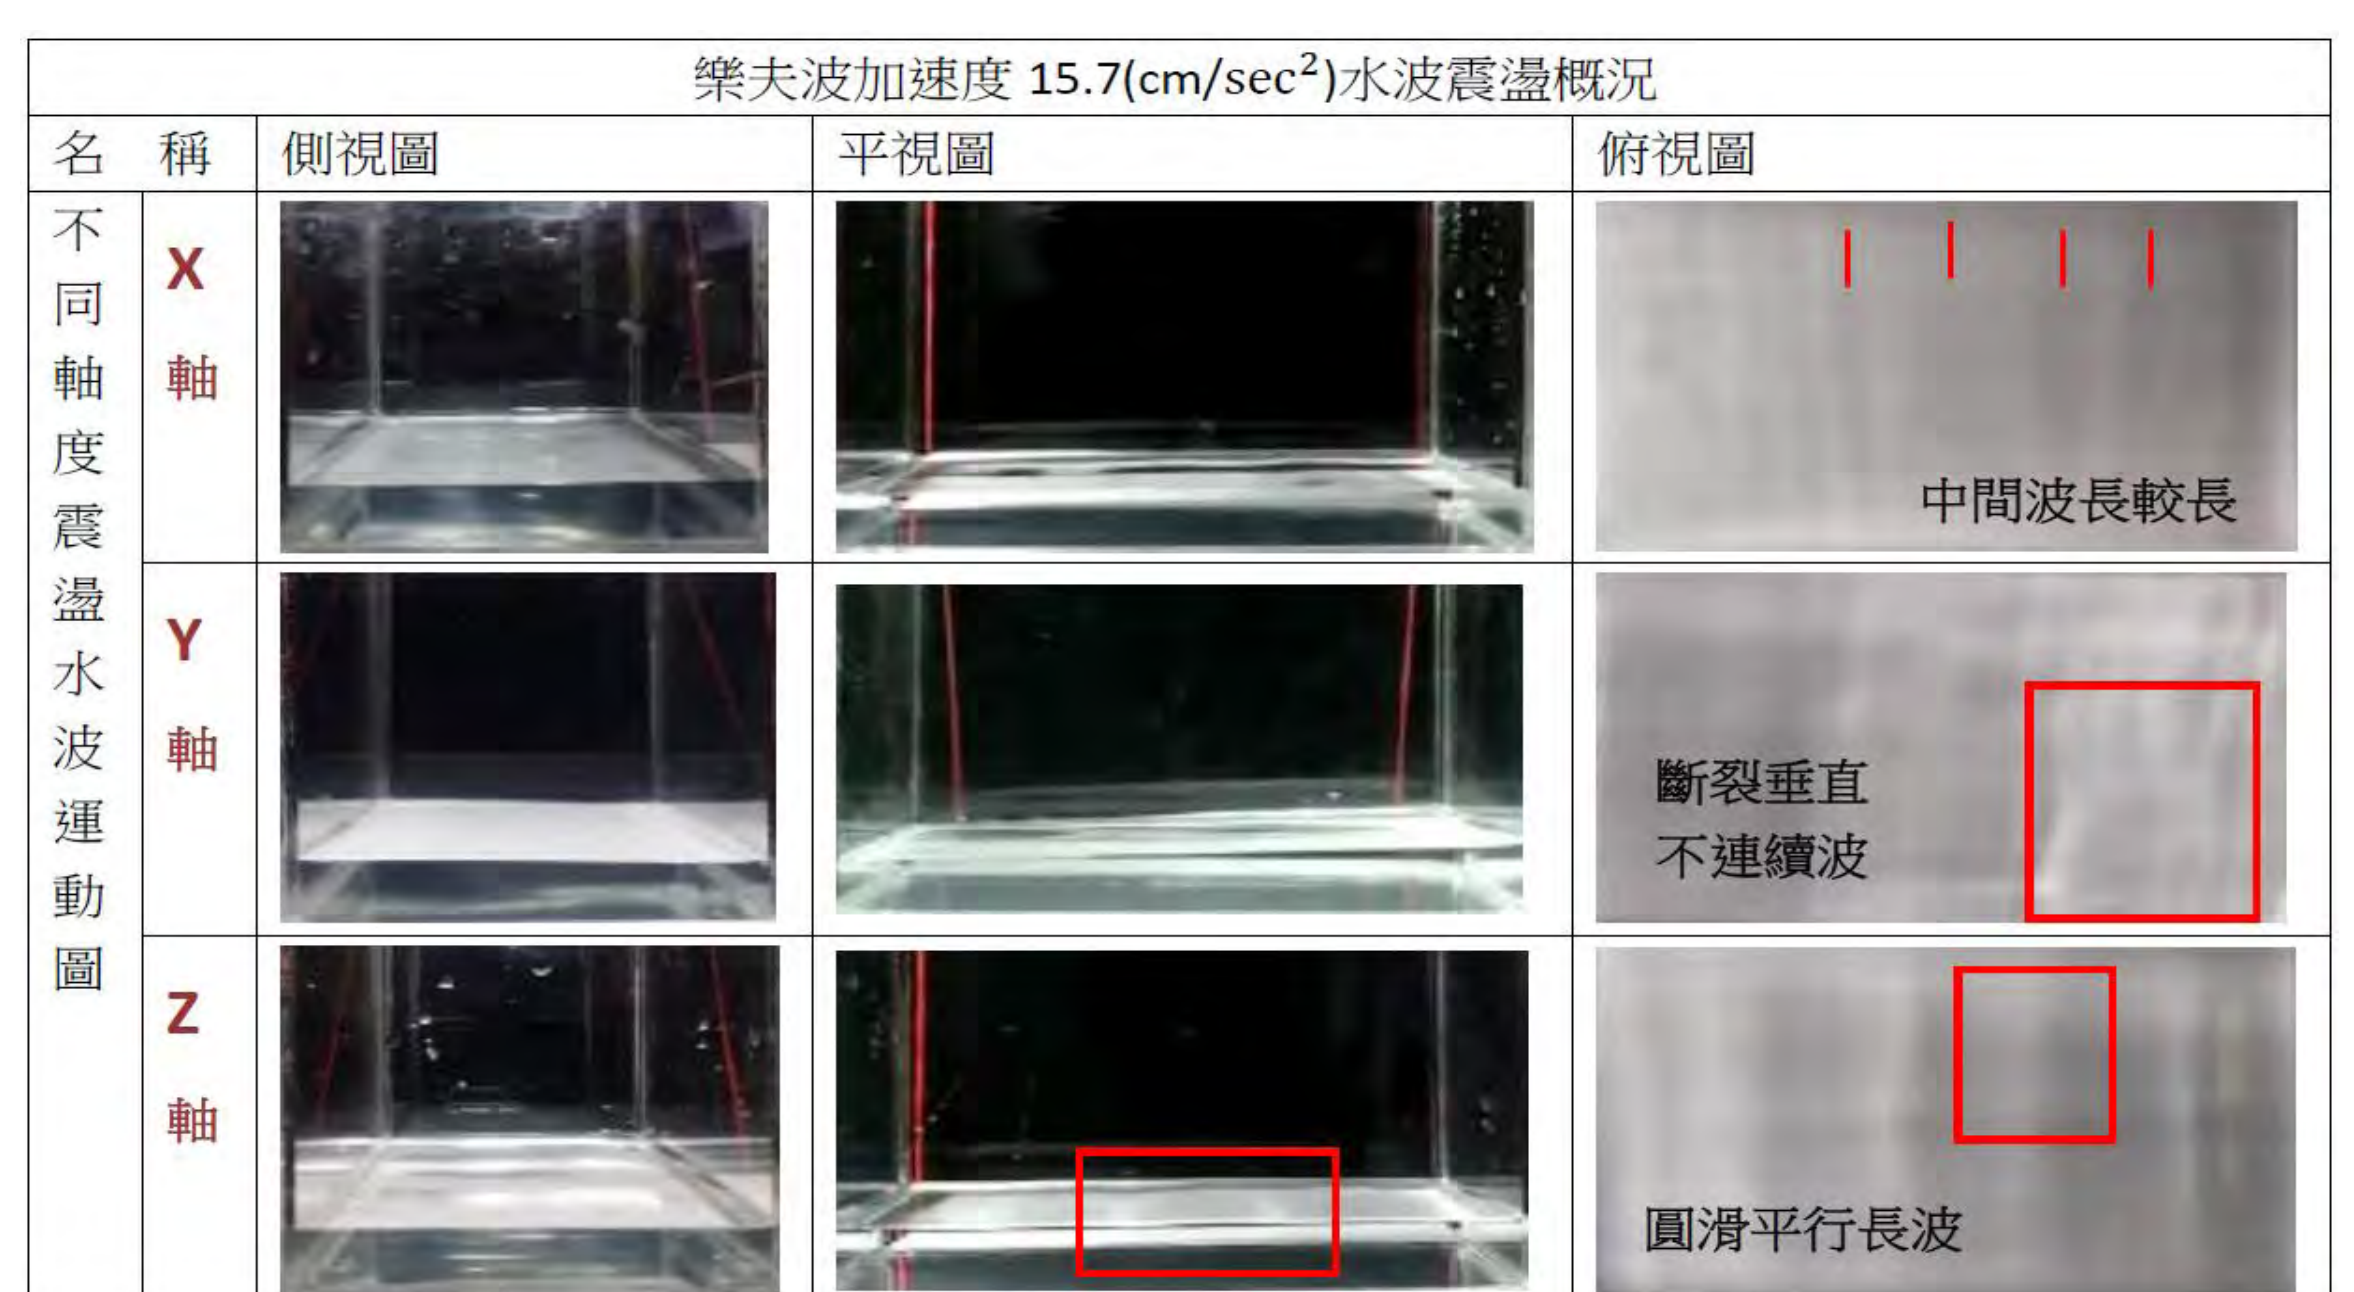 樂夫波加速度 15.7(cm/sec²)水波震盪概況
名 稱
側視圖
平視圖
俯視圖
不同軸度震盪水波運動圖
X
軸
中間波長較長
Y
軸
斷裂垂直
不連續波
Z
軸
圓滑平行長波